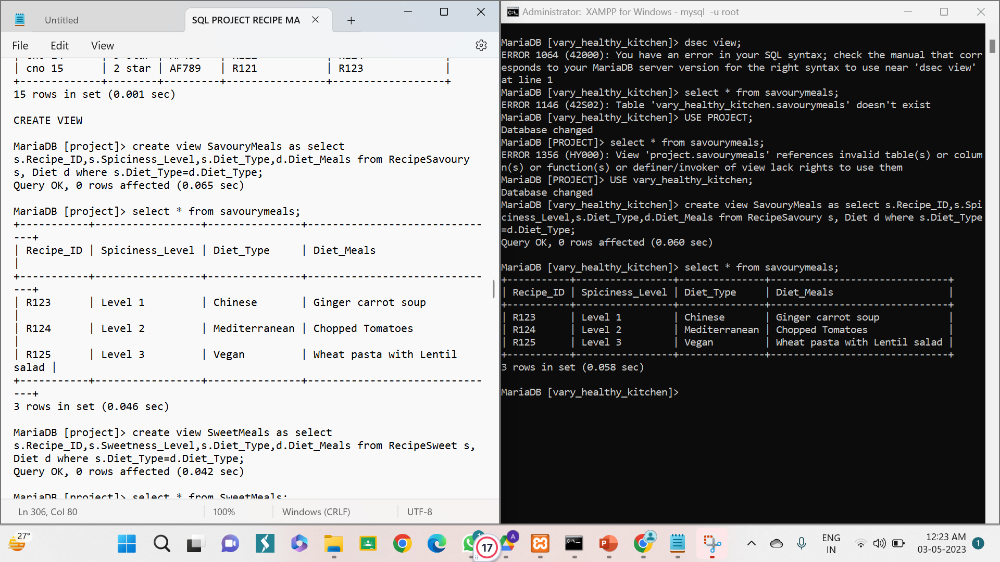 Untitled
SQL PROJECT RECIPE MA
File Edit View
| cno 15 | 2 star | AF789 | R121 | R123 |
+-------------+--------+---------+----------------+------------------+
15 rows in set (0.001 sec)
CREATE VIEW
MariaDB [project]> create view SavouryMeals as select
s.Recipe_ID,s.Spiciness_Level,s.Diet_Type,d.Diet_Meals from RecipeSavoury
s, Diet d where s.Diet_Type=d.Diet_Type;
Query OK, 0 rows affected (0.065 sec)
MariaDB [project]> select * from savourymeals;
+-----------+-----------------+---------------+----------------------------
---+
| Recipe_ID | Spiciness_Level | Diet_Type | Diet_Meals
|
+-----------+-----------------+---------------+----------------------------
---+
| R123 | Level 1 | Chinese | Ginger carrot soup
|
| R124 | Level 2 | Mediterranean | Chopped Tomatoes
|
| R125 | Level 3 | Vegan | Wheat pasta with Lentil
salad |
+-----------+-----------------+---------------+----------------------------
---+
3 rows in set (0.046 sec)
MariaDB [project]> create view SweetMeals as select
s.Recipe_ID,s.Sweetness_Level,s.Diet_Type,d.Diet_Meals from RecipeSweet s,
Diet d where s.Diet_Type=d.Diet_Type;
Query OK, 0 rows affected (0.042 sec)
MariaDB [project]> select * from SweetMeals;
Ln 306, Col 80 100% Windows (CRLF) UTF-8
Administrator: XAMPP for Windows - mysql -u root
MariaDB [vary_healthy_kitchen]> dsec view;
ERROR 1064 (42000): You have an error in your SQL syntax; check the manual that corr
esponds to your MariaDB server version for the right syntax to use near 'dsec view'
at line 1
MariaDB [vary_healthy_kitchen]> select * from savourymeals;
ERROR 1146 (42S02): Table 'vary_healthy_kitchen.savourymeals' doesn't exist
MariaDB [vary_healthy_kitchen]> USE PROJECT;
Database changed
MariaDB [PROJECT]> select * from savourymeals;
ERROR 1356 (HY000): View 'project.savourymeals' references invalid table(s) or colum
n(s) or function(s) or definer/invoker of view lack rights to use them
MariaDB [PROJECT]> USE vary_healthy_kitchen;
Database changed
MariaDB [vary_healthy_kitchen]> create view SavouryMeals as select s.Recipe_ID,s.Spi
ciness_Level,s.Diet_Type,d.Diet_Meals from RecipeSavoury s, Diet d where s.Diet_Type
=d.Diet_Type;
Query OK, 0 rows affected (0.060 sec)
MariaDB [vary_healthy_kitchen]> select * from savourymeals;
+-----------+-----------------+---------------+-------------------------------+
| Recipe_ID | Spiciness_Level | Diet_Type | Diet_Meals |
+-----------+-----------------+---------------+-------------------------------+
| R123 | Level 1 | Chinese | Ginger carrot soup |
| R124 | Level 2 | Mediterranean | Chopped Tomatoes |
| R125 | Level 3 | Vegan | Wheat pasta with Lentil salad |
+-----------+-----------------+---------------+-------------------------------+
3 rows in set (0.058 sec)
MariaDB [vary_healthy_kitchen]>
27°
17
A
ENG
IN
12:23 AM
03-05-2023
1